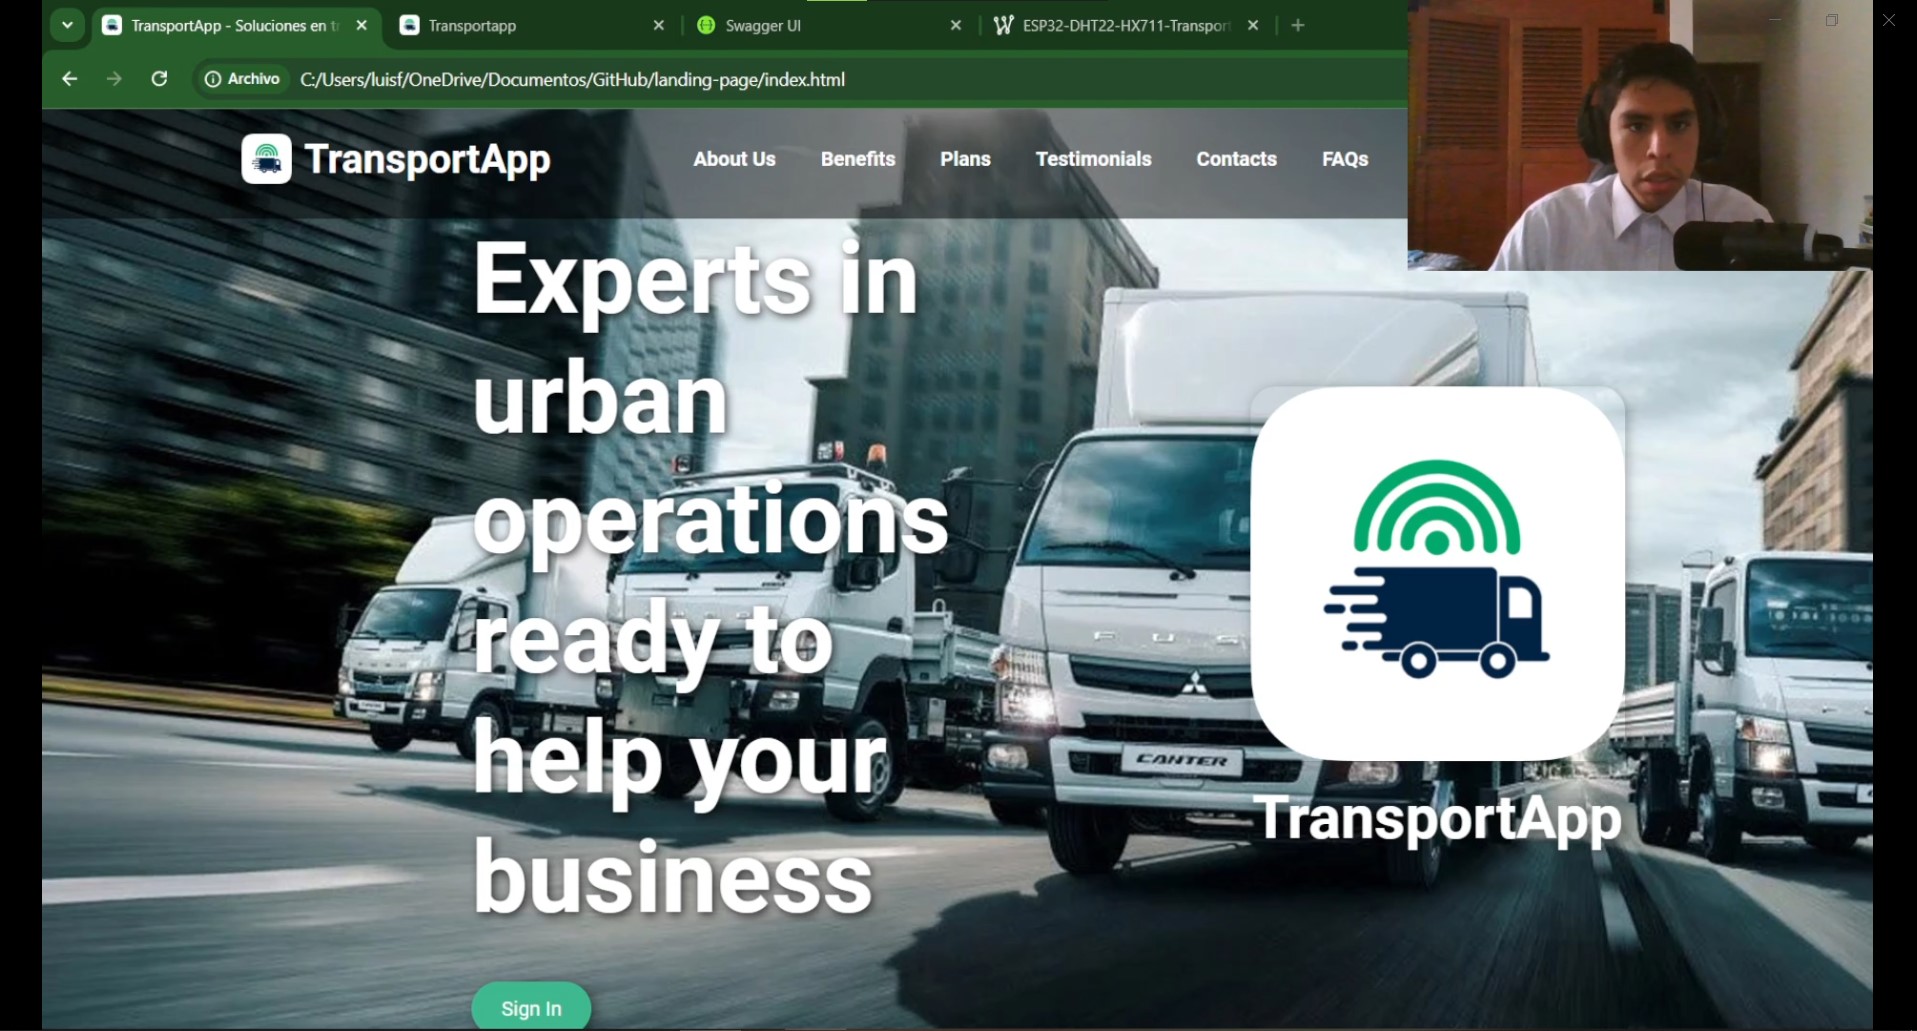 TransportApp - Soluciones en tr
Transportapp
Swagger UI
ESP32-DHT22-HX711-Transport
Archivo
C:/Users/luisf/OneDrive/Documentos/GitHub/landing-page/index.html
TransportApp
About Us
Benefits
Plans
Testimonials
Contacts
FAQs
Experts in
urban
operations
ready to
help your
business
Sign In
F U S
CANTER
TransportApp